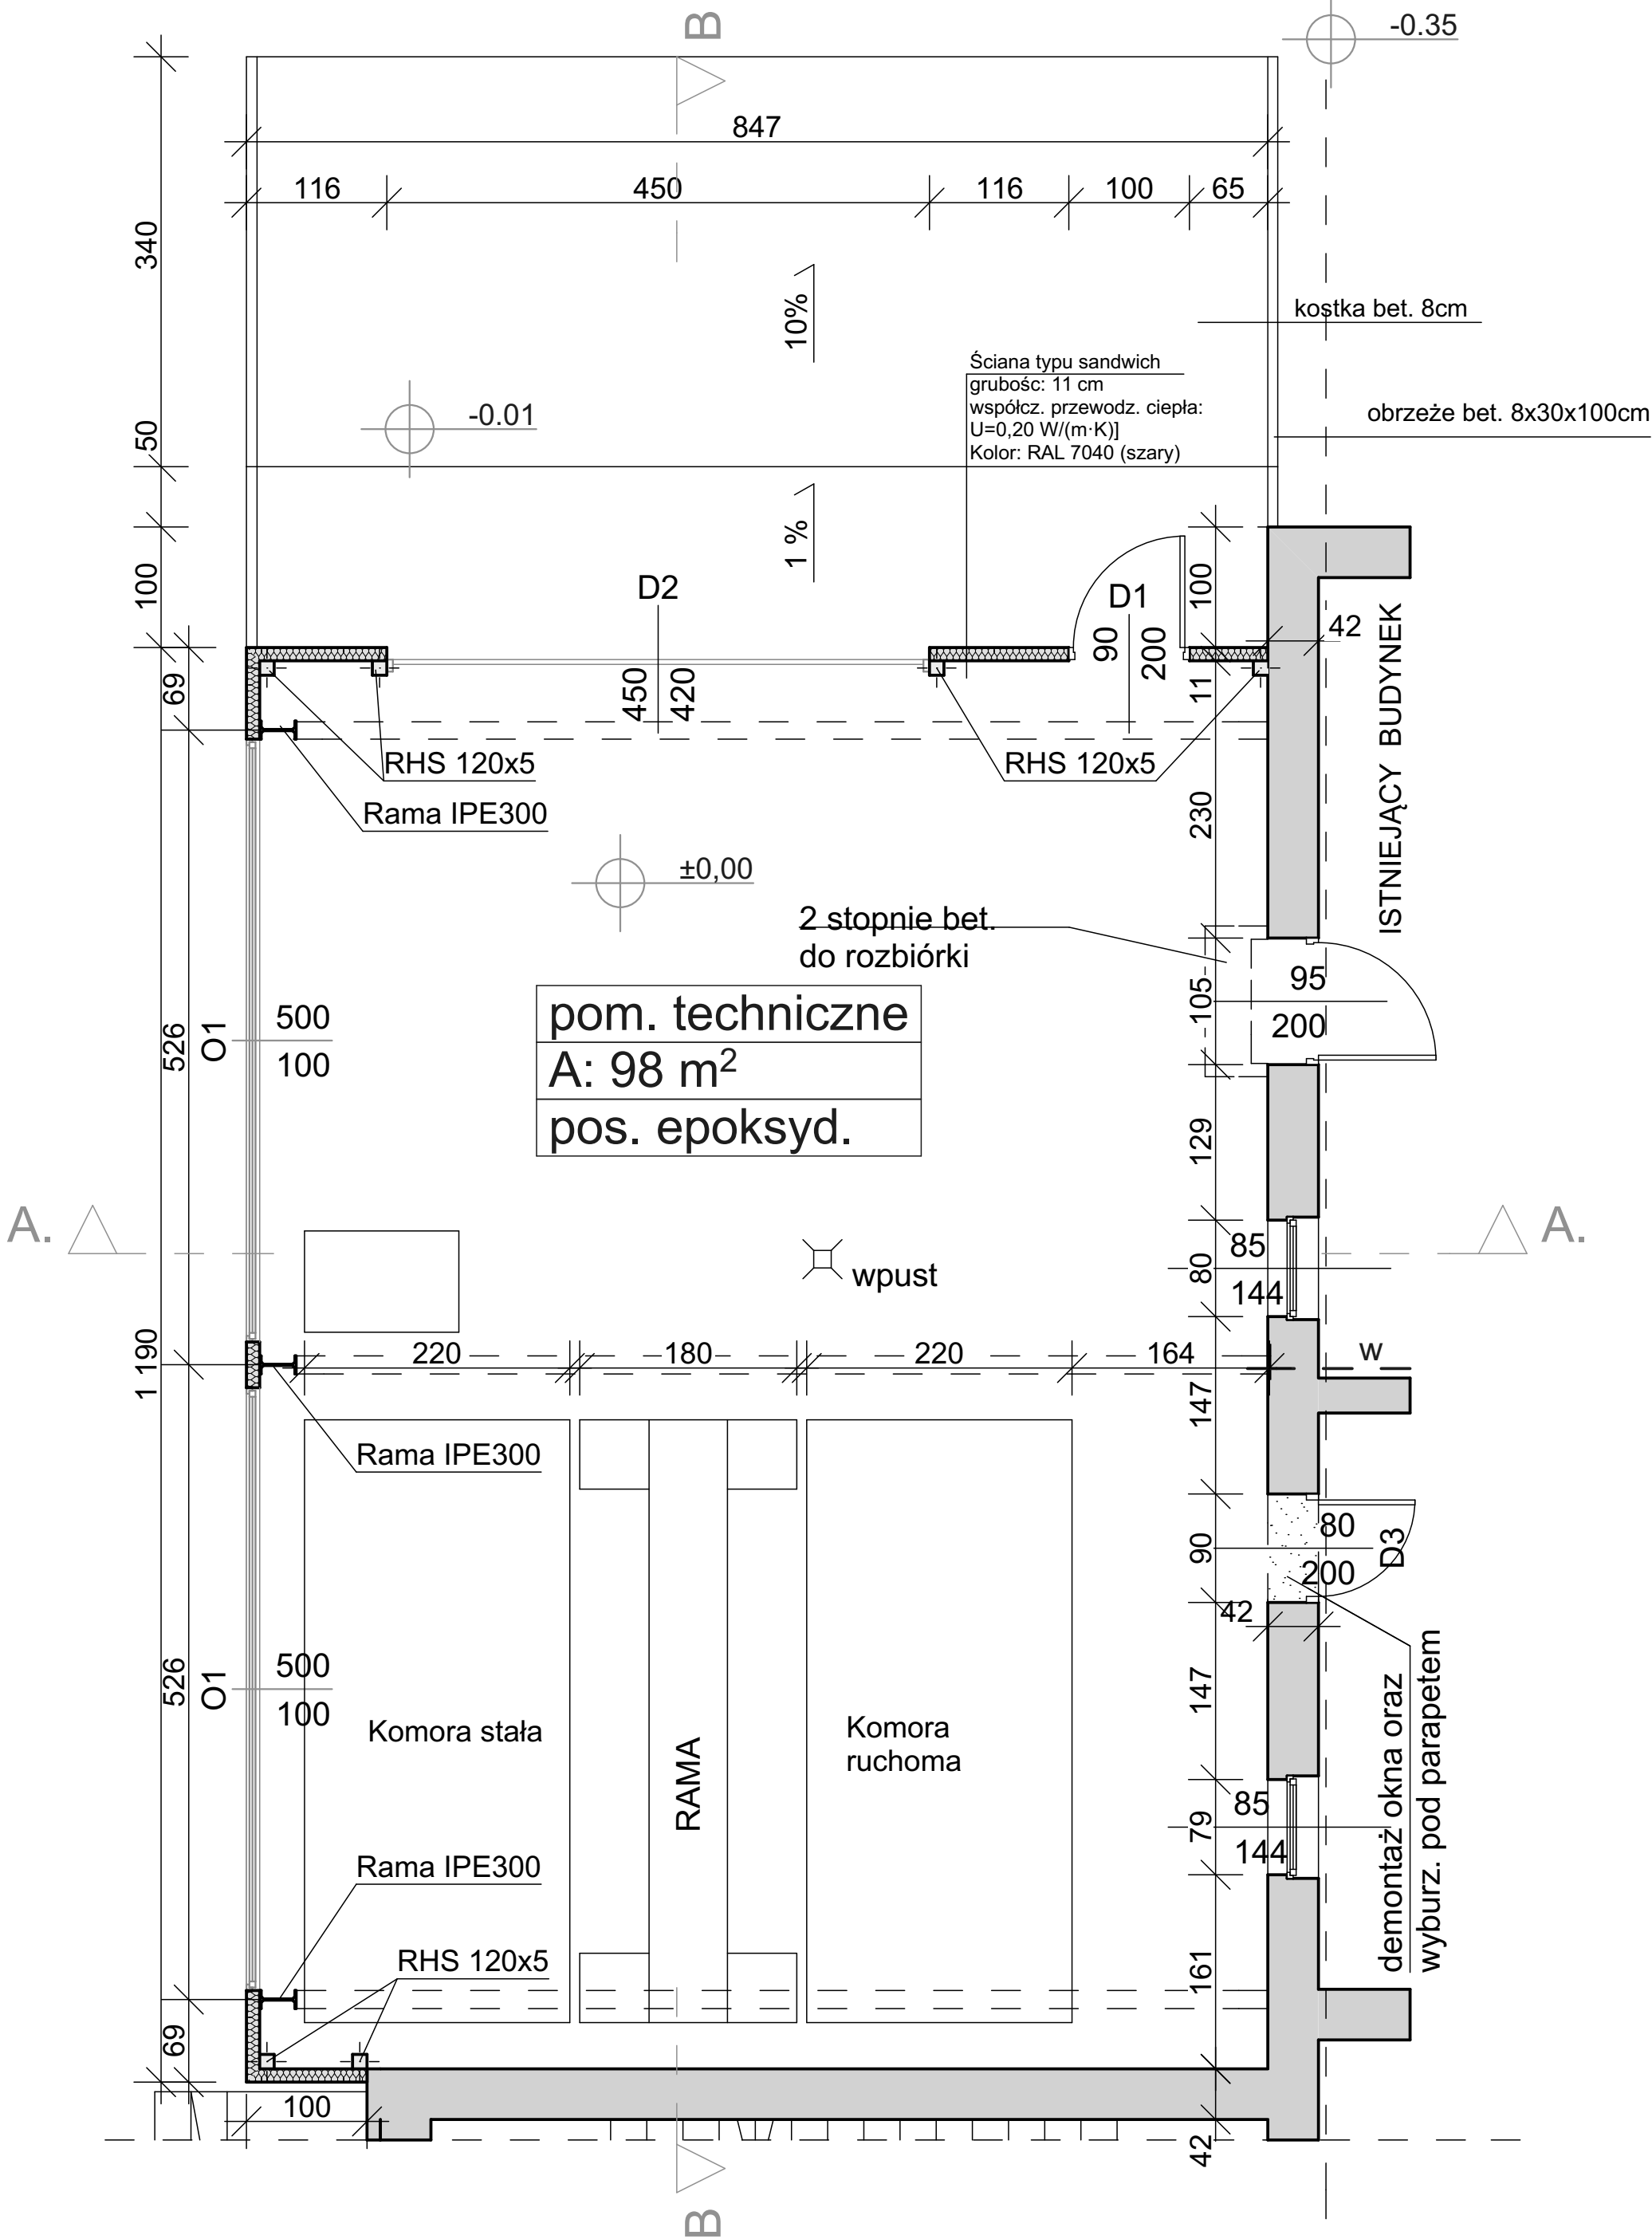 B
-0.35
847
116
450
116
100
65
340
10%
kostka bet. 8cm
Ściana typu sandwich
grubośc: 11 cm
współcz. przewodz. ciepła:
U=0,20 W/(m·K)]
Kolor: RAL 7040 (szary)
-0.01
obrzeże bet. 8x30x100cm
50
1 %
100
D2
D1
90
200
100
42
ISTNIEJĄCY BUDYNEK
69
450
420
11
RHS 120x5
RHS 120x5
Rama IPE300
230
±0,00
2 stopnie bet.
do rozbiórki
95
200
105
526
O1
500
100
pom. techniczne
A: 98 m²
pos. epoksyd.
129
A.
A.
85
144
80
wpust
1 190
220
180
220
164
w
147
Rama IPE300
80
200
D3
90
42
526
O1
500
100
Komora stała
RAMA
Komora
ruchoma
147
demontaż okna oraz
wyburz. pod parapetem
85
144
79
Rama IPE300
RHS 120x5
161
69
100
42
B